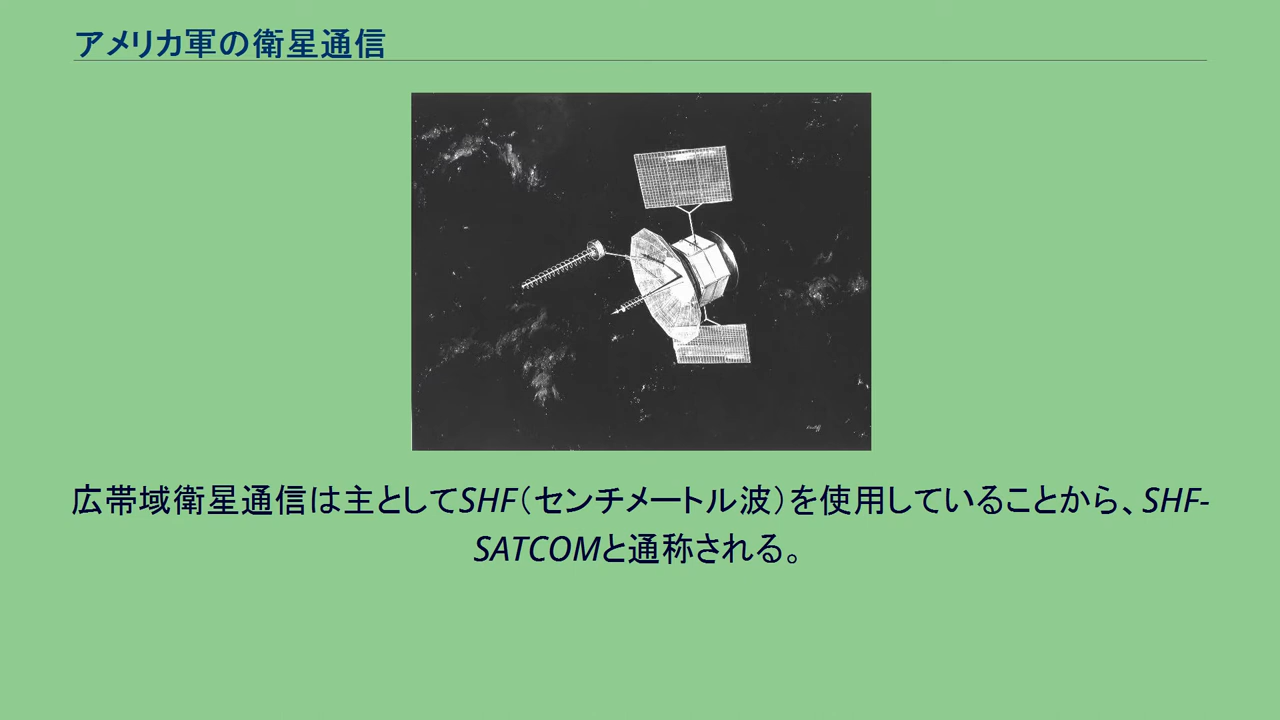 アメリカ軍の衛星通信
広帯域衛星通信は主としてSHF（センチメートル波）を使用していることから、SHF-
SATCOMと通称される。